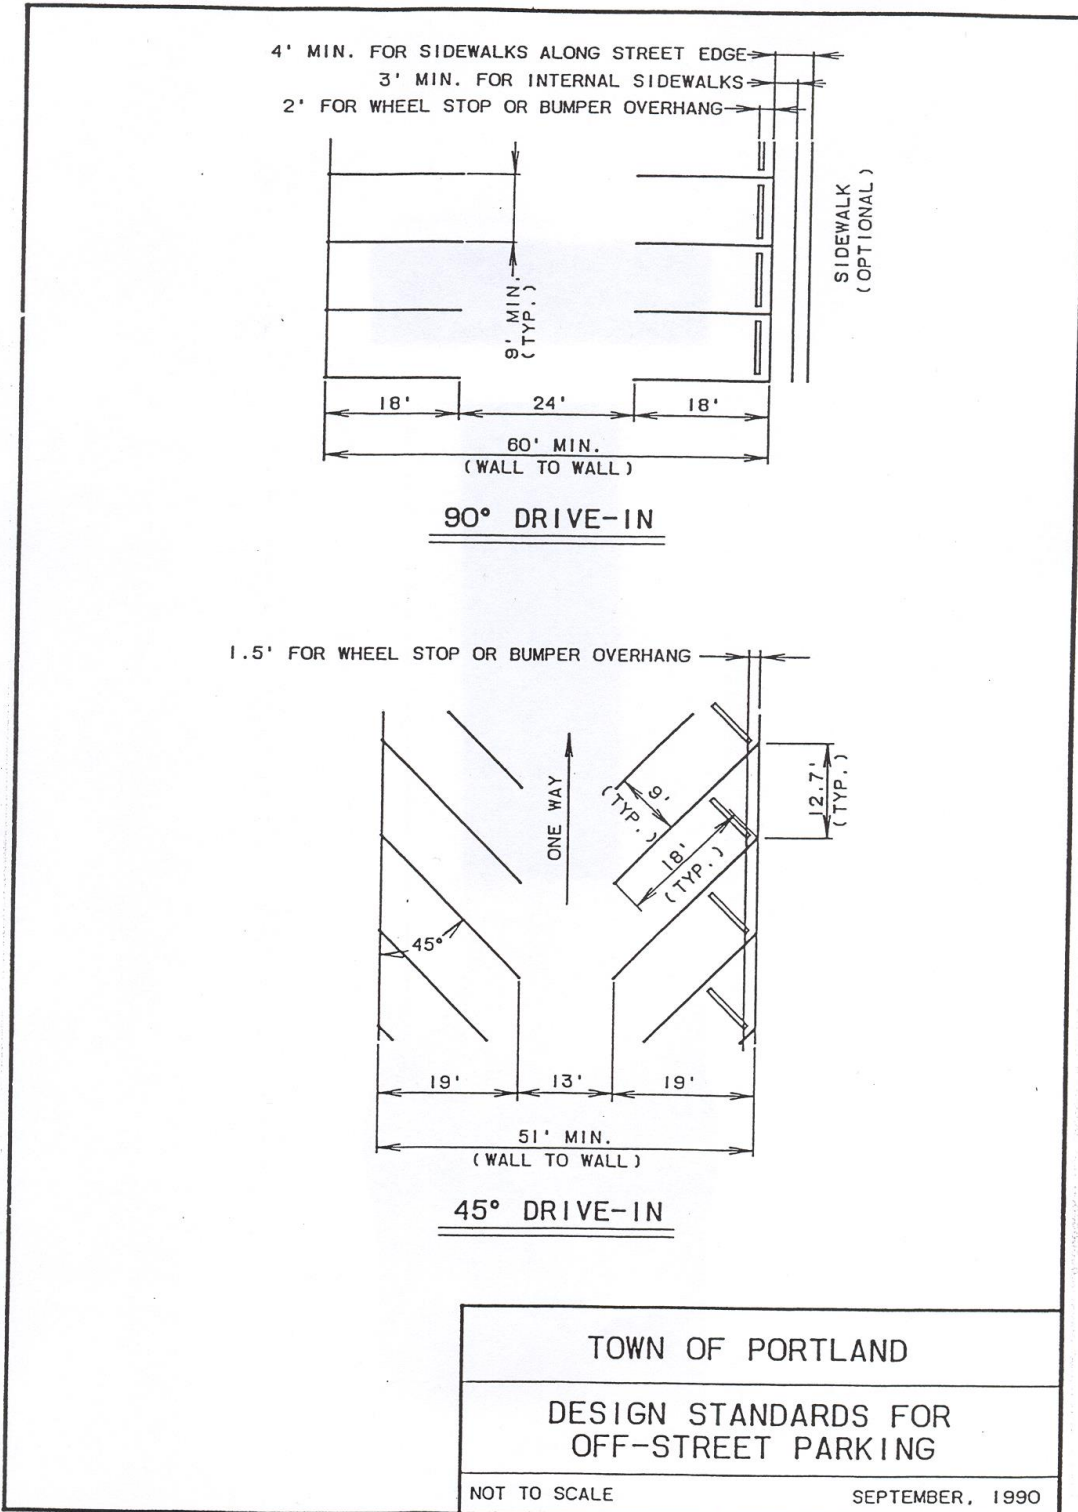 4' MIN. FOR SIDEWALKS ALONG STREET EDGE
3' MIN. FOR INTERNAL SIDEWALKS
2' FOR WHEEL STOP OR BUMPER OVERHANG
SIDEWALK
(OPTIONAL)
9' MIN.
(TYP.)
18'
24'
18'
60' MIN.
(WALL TO WALL)
90° DRIVE-IN
1.5' FOR WHEEL STOP OR BUMPER OVERHANG
ONE WAY
9'
(TYP.)
18'
(TYP.)
12.7'
(TYP.)
45°
19'
13'
19'
51' MIN.
(WALL TO WALL)
45° DRIVE-IN
TOWN OF PORTLAND
DESIGN STANDARDS FOR
OFF-STREET PARKING
NOT TO SCALE
SEPTEMBER, 1990